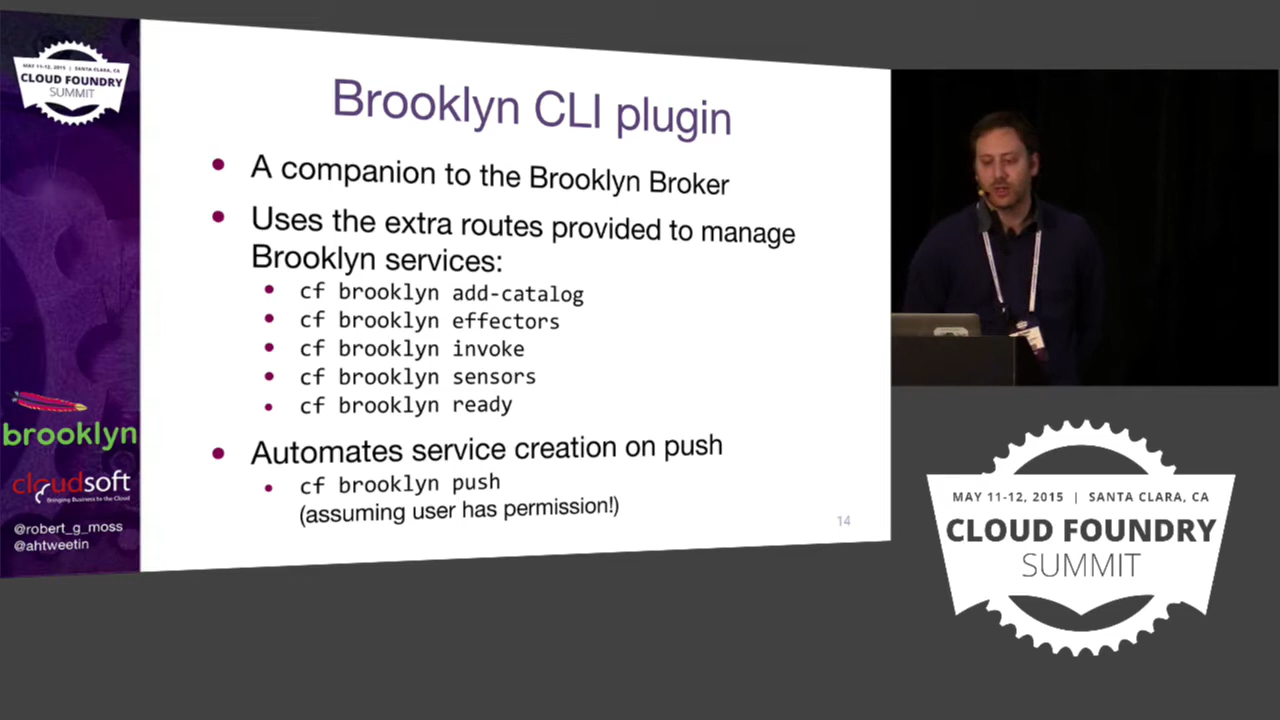 MAY 11-12, 2015 | SANTA CLARA, CA
CLOUD FOUNDRY
SUMMIT
Brooklyn CLI plugin
A companion to the Brooklyn Broker
Uses the extra routes provided to manage
Brooklyn services:
cf brooklyn add-catalog
cf brooklyn effectors
cf brooklyn invoke
cf brooklyn sensors
cf brooklyn ready
Automates service creation on push
cf brooklyn push
(assuming user has permission!)
14
brooklyn
cloudsoft
Bringing Business to the Cloud
@robert_g_moss
@ahtweetin
MAY 11-12, 2015 | SANTA CLARA, CA
CLOUD FOUNDRY
SUMMIT